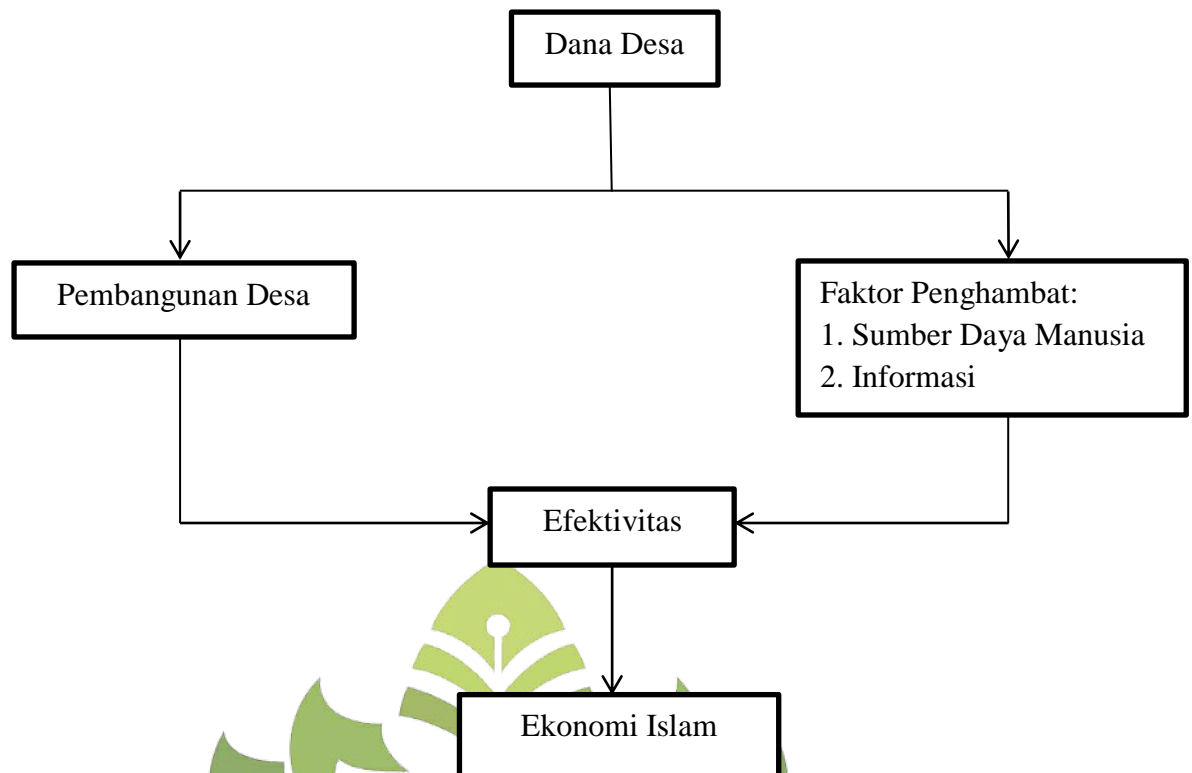 Dana Desa
Pembangunan Desa
Faktor Penghambat:
1. Sumber Daya Manusia
2. Informasi
Efektivitas
Ekonomi Islam